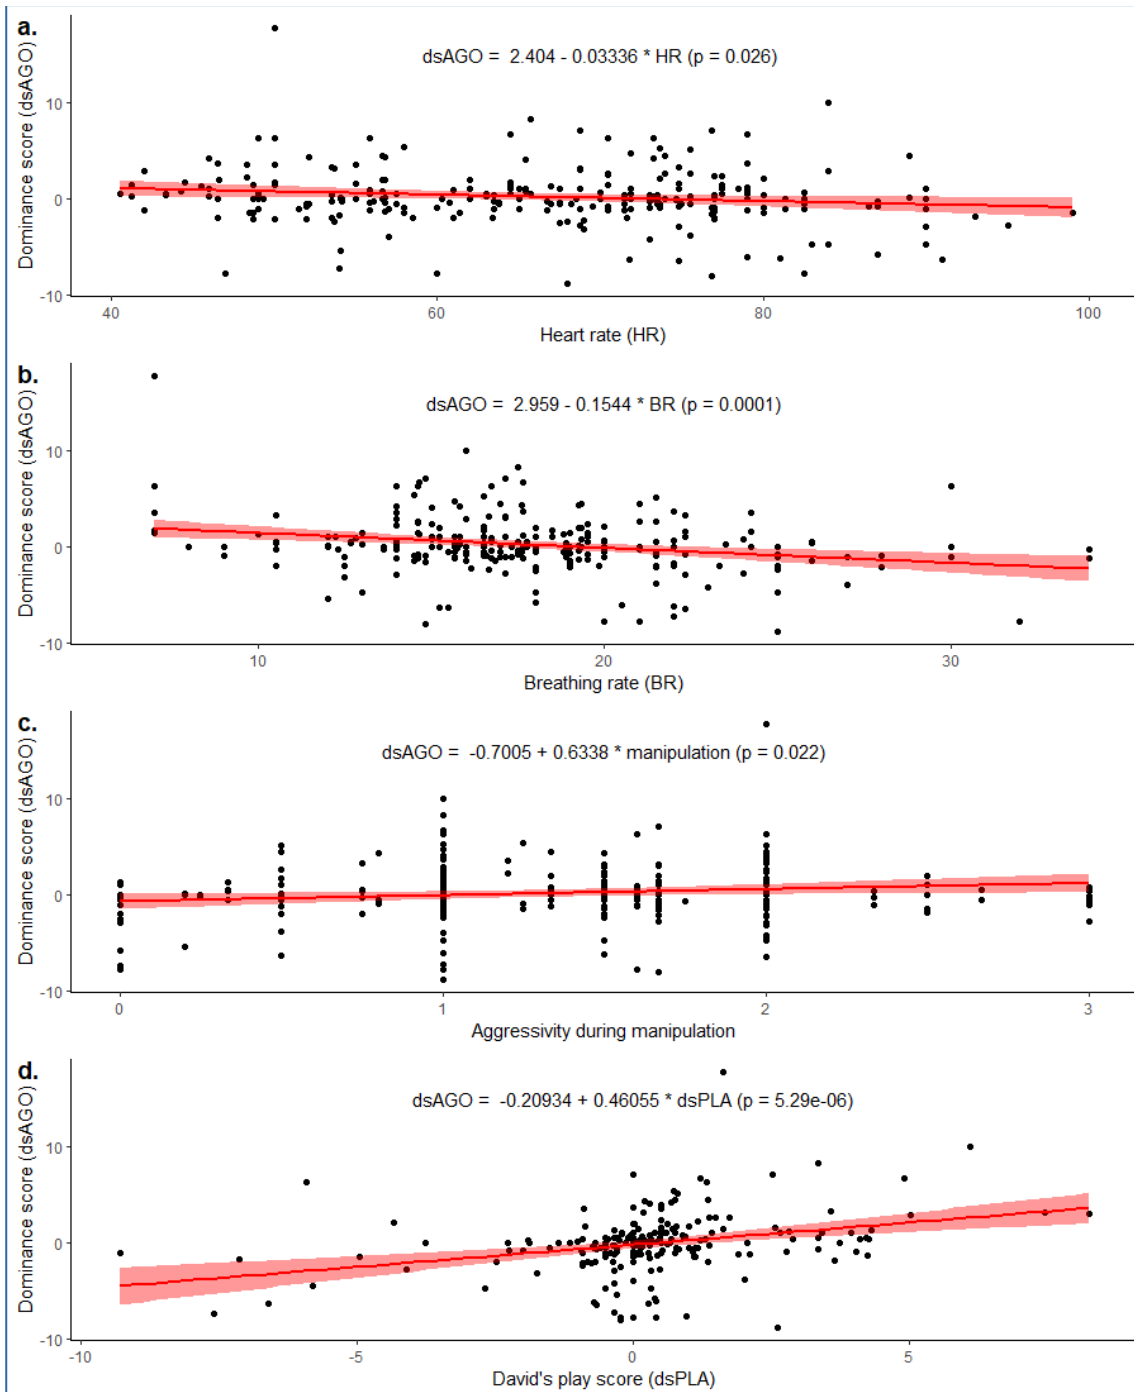 a.
dsAGO = 2.404 - 0.03336 * HR (p = 0.026)
Dominance score (dsAGO)
10
0
-10
40
60
80
100
Heart rate (HR)
b.
dsAGO = 2.959 - 0.1544 * BR (p = 0.0001)
Dominance score (dsAGO)
10
0
-10
10
20
30
Breathing rate (BR)
c.
dsAGO = -0.7005 + 0.6338 * manipulation (p = 0.022)
Dominance score (dsAGO)
10
0
-10
0
1
2
3
Aggressivity during manipulation
d.
dsAGO = -0.20934 + 0.46055 * dsPLA (p = 5.29e-06)
Dominance score (dsAGO)
10
0
-10
-10
-5
0
5
David's play score (dsPLA)